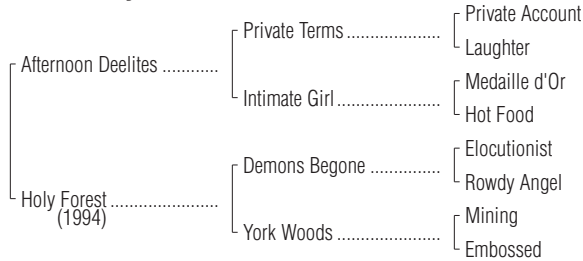 Private Account
Private Terms ...................
Laughter
Afternoon Deelites ............
Medaille d'Or
Intimate Girl .....................
Hot Food
Elocutionist
Demons Begone ..............
Rowdy Angel
Holy Forest ......................
(1994)
Mining
York Woods .....................
Embossed